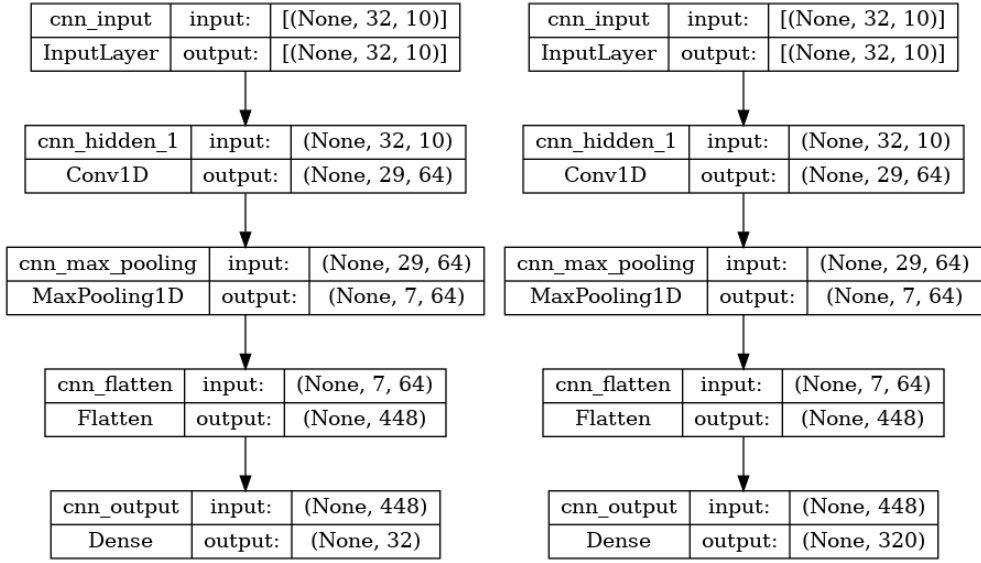 cnn_input input: [(None, 32, 10)]
InputLayer output: [(None, 32, 10)]
cnn_hidden_1 input: (None, 32, 10)
Conv1D output: (None, 29, 64)
cnn_max_pooling input: (None, 29, 64)
MaxPooling1D output: (None, 7, 64)
cnn_flatten input: (None, 7, 64)
Flatten output: (None, 448)
cnn_output input: (None, 448)
Dense output: (None, 32)
cnn_input input: [(None, 32, 10)]
InputLayer output: [(None, 32, 10)]
cnn_hidden_1 input: (None, 32, 10)
Conv1D output: (None, 29, 64)
cnn_max_pooling input: (None, 29, 64)
MaxPooling1D output: (None, 7, 64)
cnn_flatten input: (None, 7, 64)
Flatten output: (None, 448)
cnn_output input: (None, 448)
Dense output: (None, 320)